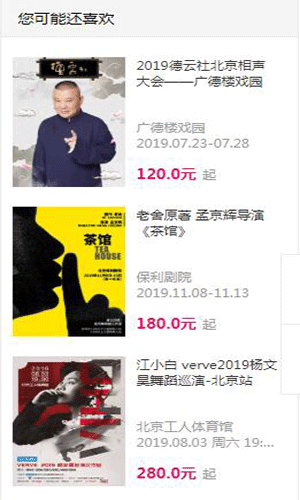 您可能还喜欢
2019德云社北京相声
大会——广德楼戏园
广德楼戏园
2019.07.23-07.28
120.0元 起
茶馆
TEA
HOUSE
老舍原著 孟京辉导演
《茶馆》
保利剧院
2019.11.08-11.13
180.0元 起
2019
08.03
19:30
江小白 verve2019杨文
昊舞蹈巡演-北京站
北京工人体育馆
2019.08.03 周六 19:...
280.0元 起